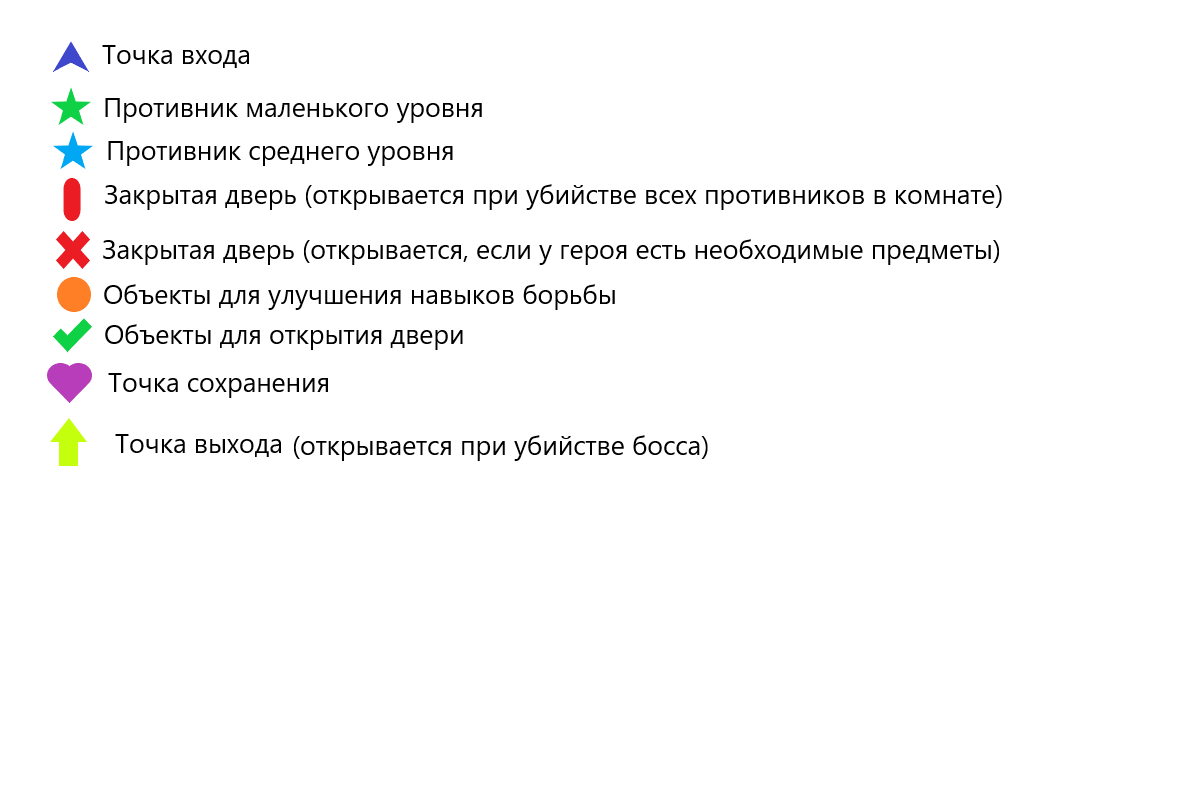 Точка входа
Противник маленького уровня
Противник среднего уровня
Закрытая дверь (открывается при убийстве всех противников в комнате)
Закрытая дверь (открывается, если у героя есть необходимые предметы)
Объекты для улучшения навыков борьбы
Объекты для открытия двери
Точка сохранения
Точка выхода (открывается при убийстве босса)